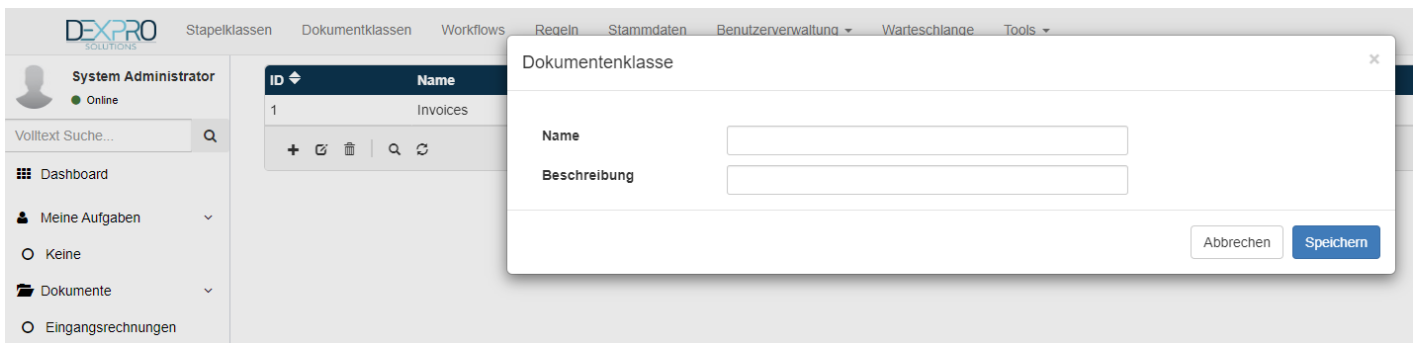 DEXPRO
SOLUTIONS
Stapelklassen Dokumentklassen Workflows Regeln Stammdaten Benutzerverwaltung Warteschlange Tools
System Administrator
Online
Volltext Suche...
Dashboard
Meine Aufgaben
Keine
Dokumente
Eingangsrechnungen
ID Name
1 Invoices
Dokumentenklasse ×
Name
Beschreibung
Abbrechen Speichern